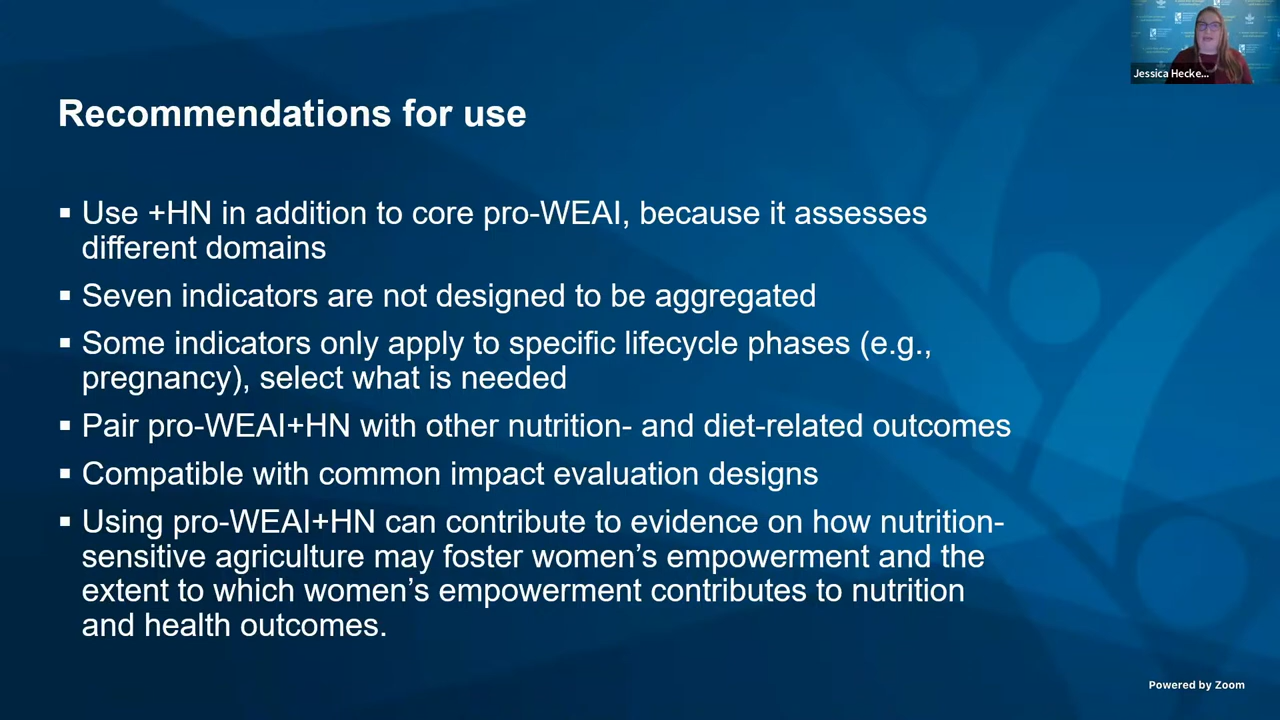 Jessica Hecke...
Recommendations for use
▪ Use +HN in addition to core pro-WEAI, because it assesses
different domains
▪ Seven indicators are not designed to be aggregated
▪ Some indicators only apply to specific lifecycle phases (e.g.,
pregnancy), select what is needed
▪ Pair pro-WEAI+HN with other nutrition- and diet-related outcomes
▪ Compatible with common impact evaluation designs
▪ Using pro-WEAI+HN can contribute to evidence on how nutrition-
sensitive agriculture may foster women’s empowerment and the
extent to which women’s empowerment contributes to nutrition
and health outcomes.
Powered by Zoom